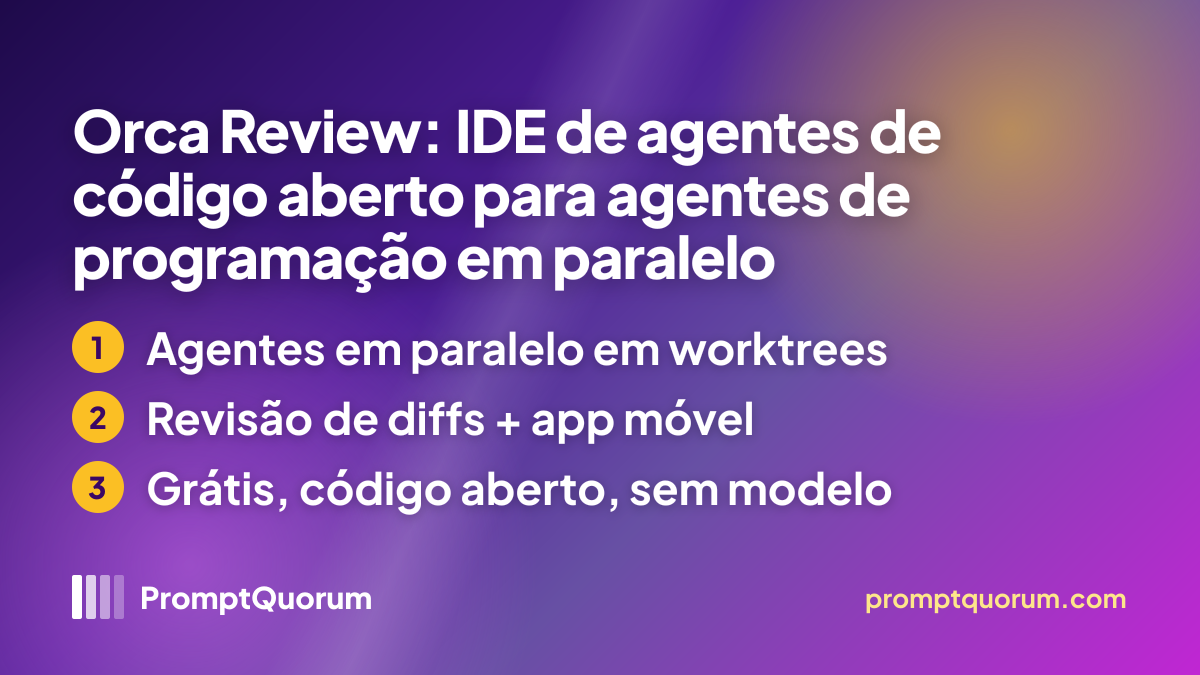 Orca Review: IDE de agentes de
código aberto para agentes de
programação em paralelo
1 Agentes em paralelo em worktrees
2 Revisão de diffs + app móvel
3 Grátis, código aberto, sem modelo
PromptQuorum
promptquorum.com